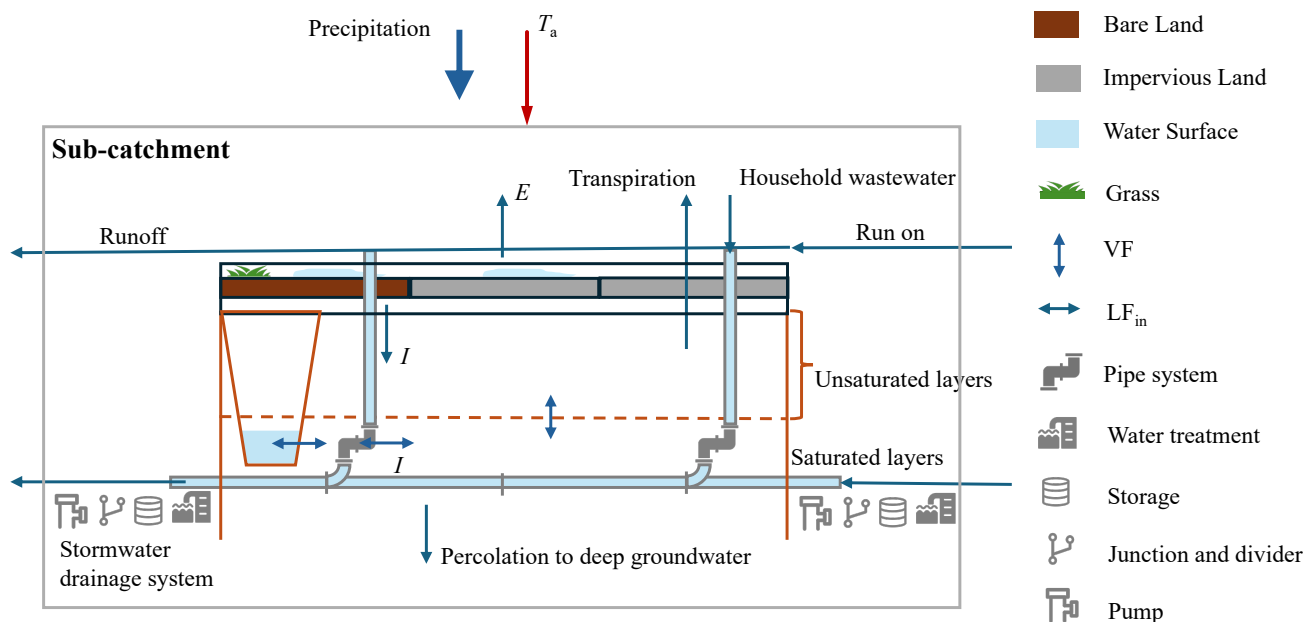 Precipitation
Ta
Sub-catchment
E
Transpiration
Household wastewater
Runoff
Run on
I
Unsaturated layers
I
Saturated layers
Stormwater
drainage system
Percolation to deep groundwater
Bare Land
Impervious Land
Water Surface
Grass
VF
LFin
Pipe system
Water treatment
Storage
Junction and divider
Pump